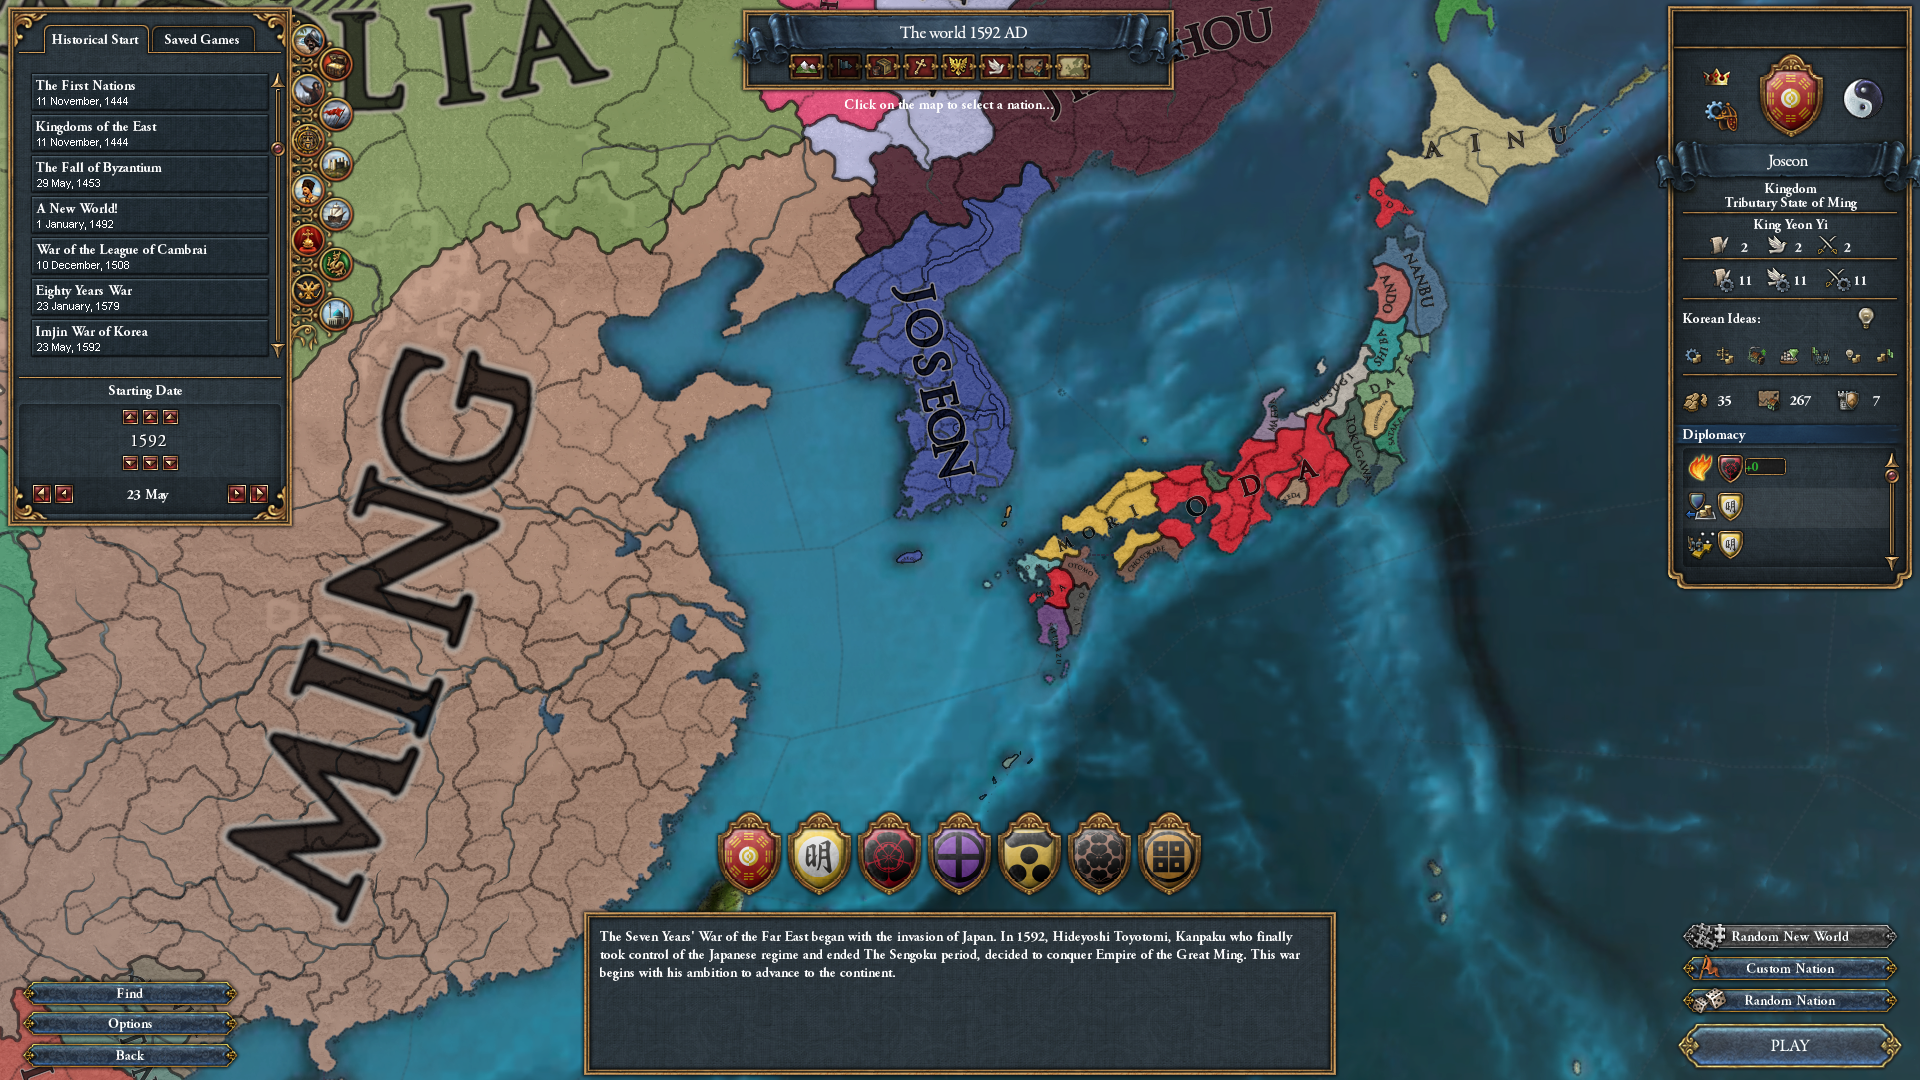 Historical Start
Saved Games
The First Nations
11 November, 1444
Kingdoms of the East
11 November, 1444
The Fall of Byzantium
29 May, 1453
A New World!
1 January, 1492
War of the League of Cambrai
10 December, 1508
Eighty Years War
23 January, 1579
Imjin War of Korea
23 May, 1592
Starting Date
1592
23 May
The world 1592 AD
Click on the map to select a nation...
LIA
HOU
MING
JOSEON
AINU
NANBU
ANDO
SHIBA
DATE
TOKUGAWA
ODA
MORI
CHOSOKABE
OTOMO
明
Joseon
Kingdom
Tributary State of Ming
King Yeon Yi
2 2 2
11 11 11
Korean Ideas:
35 267 7
Diplomacy
+0
明
明
The Seven Years' War of the Far East began with the invasion of Japan. In 1592, Hideyoshi Toyotomi, Kanpaku who finally
took control of the Japanese regime and ended The Sengoku period, decided to conquer Empire of the Great Ming. This war
begins with his ambition to advance to the continent.
Find
Options
Back
Random New World
Custom Nation
Random Nation
PLAY